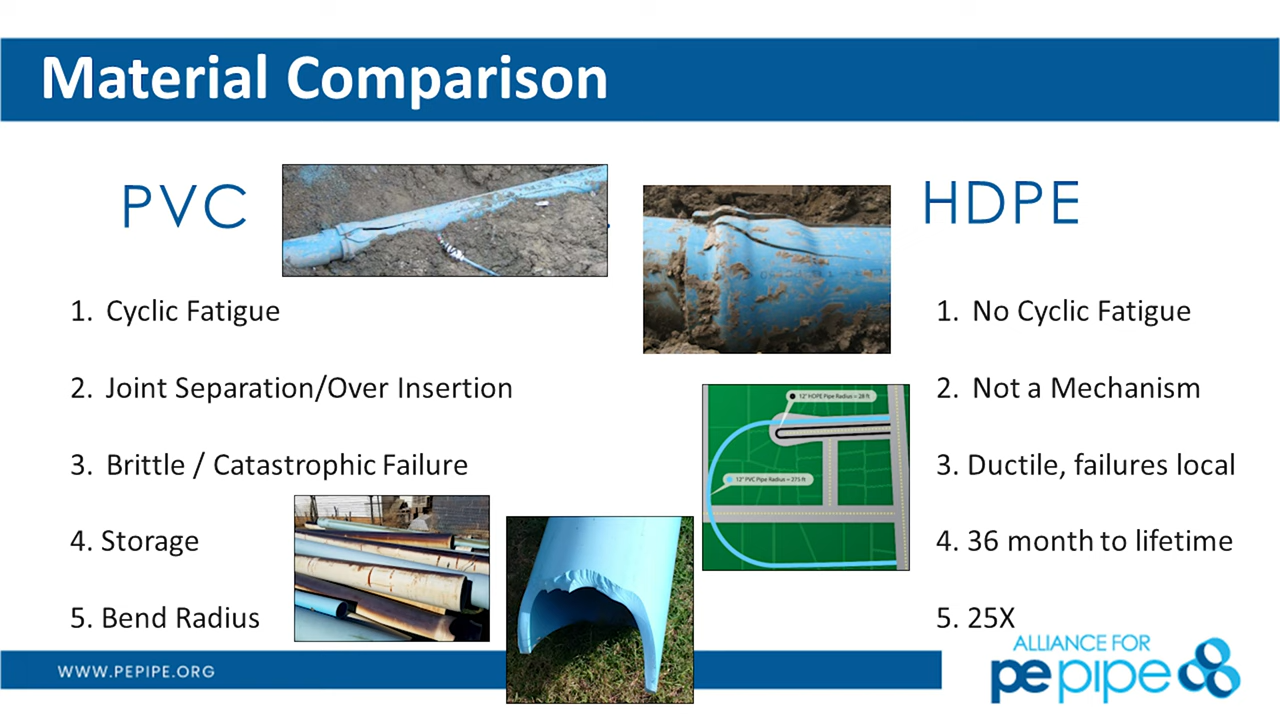 Material Comparison
PVC
HDPE
1. Cyclic Fatigue
2. Joint Separation/Over Insertion
3. Brittle / Catastrophic Failure
4. Storage
5. Bend Radius
1. No Cyclic Fatigue
2. Not a Mechanism
3. Ductile, failures local
4. 36 month to lifetime
5. 25X
12" HDPE Pipe Radius = 28 ft
12" PVC Pipe Radius = 275 ft
WWW.PEPIPE.ORG
ALLIANCE FOR
pepipe